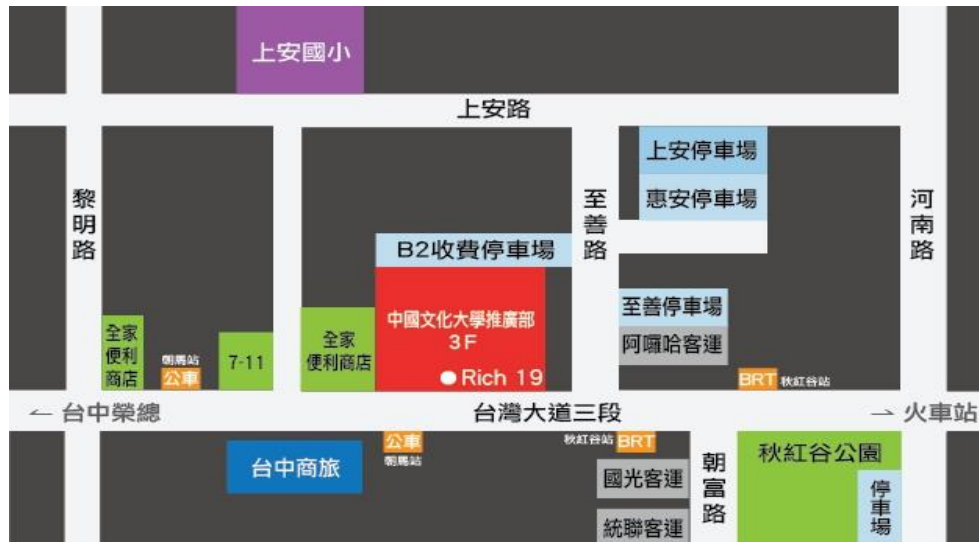 上安國小
上安路
上安停車場
惠安停車場
黎明路
至善路
河南路
B2收費停車場
中國文化大學推廣部
3F
Rich 19
全家
便利
商店
朝馬站
公車
7-11
全家
便利商店
至善停車場
阿囉哈客運
BRT 秋紅谷站
← 台中榮總
台灣大道三段
→ 火車站
公車
朝馬站
秋紅谷站 BRT
台中商旅
國光客運
統聯客運
朝富路
秋紅谷公園
停車場